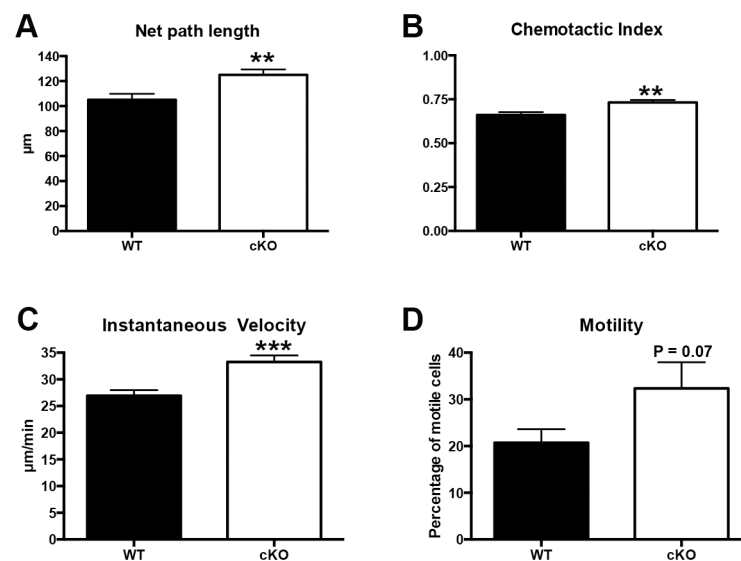 A
Net path length
140
120
100
80
60
40
20
0
µm
**
WT
cKO
B
Chemotactic Index
1.00
0.75
0.50
0.25
0.00
**
WT
cKO
C
Instantaneous Velocity
35
30
25
20
15
10
5
0
µm/min
***
WT
cKO
D
Motility
40
30
20
10
0
Percentage of motile cells
P = 0.07
WT
cKO